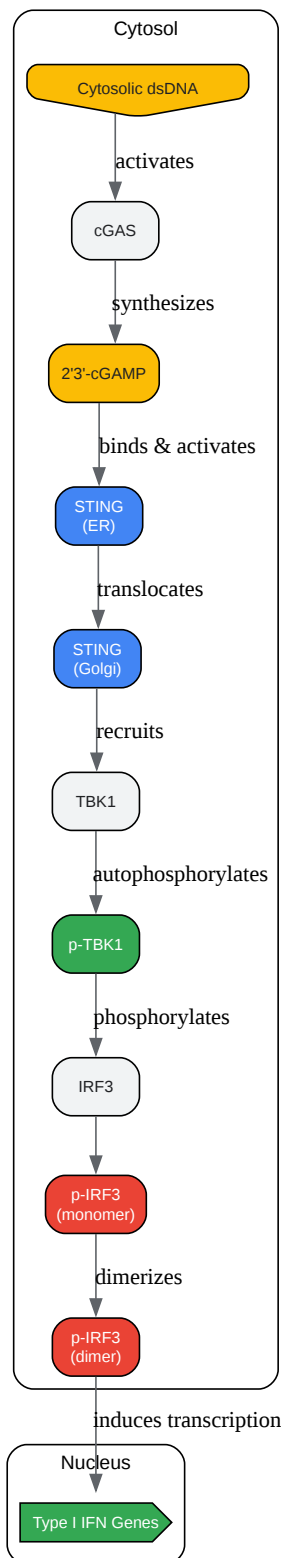 Cytosol
Cytosolic dsDNA
activates
cGAS
synthesizes
2'3'-cGAMP
binds & activates
STING
(ER)
translocates
STING
(Golgi)
recruits
TBK1
autophosphorylates
p-TBK1
phosphorylates
IRF3
p-IRF3
(monomer)
dimerizes
p-IRF3
(dimer)
induces transcription
Nucleus
Type I IFN Genes